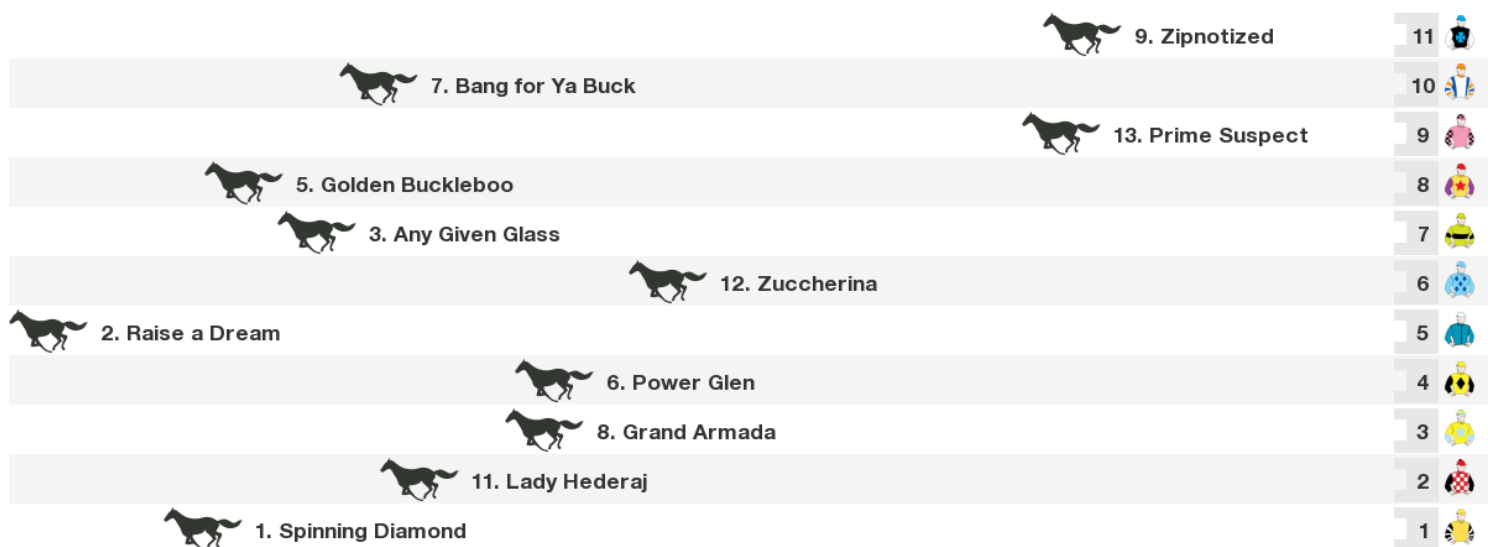 9. Zipnotized 11
7. Bang for Ya Buck 10
13. Prime Suspect 9
5. Golden Buckleboo 8
3. Any Given Glass 7
12. Zuccherina 6
2. Raise a Dream 5
6. Power Glen 4
8. Grand Armada 3
11. Lady Hederaj 2
1. Spinning Diamond 1